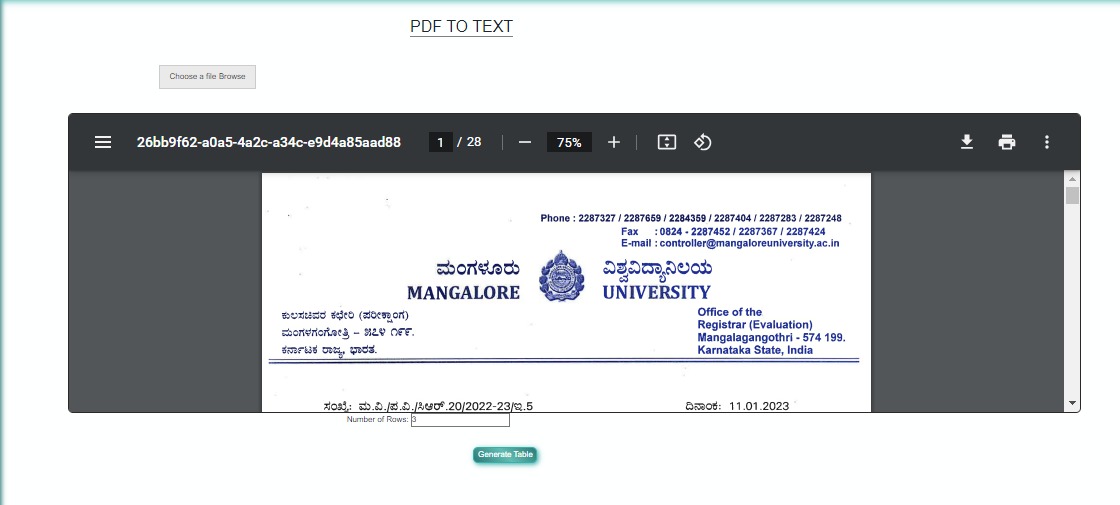 PDF TO TEXT
Choose a file Browse
26bb9f62-a0a5-4a2c-a34c-e9d4a85aad88 1 / 28 75%
Phone : 2287327 / 2287659 / 2284359 / 2287404 / 2287283 / 2287248
Fax : 0824 - 2287452 / 2287367 / 2287424
E-mail : controller@mangaloreuniversity.ac.in
ಮಂಗಳೂರು ವಿಶ್ವವಿದ್ಯಾನಿಲಯ
MANGALORE UNIVERSITY
ಕುಲಸಚಿವರ ಕಛೇರಿ (ಪರೀಕ್ಷಾಂಗ)
ಮಂಗಳಗಂಗೋತ್ರಿ – ೫೭೪ ೧೯೯.
ಕರ್ನಾಟಕ ರಾಜ್ಯ, ಭಾರತ.
Office of the
Registrar (Evaluation)
Mangalagangothri - 574 199.
Karnataka State, India
ಸಂಖ್ಯೆ: ಮ.ವಿ./ಪ.ವಿ./ಸಿಆರ್.20/2022-23/ಇ.5 ದಿನಾಂಕ: 11.01.2023
Number of Rows: 3
Generate Table